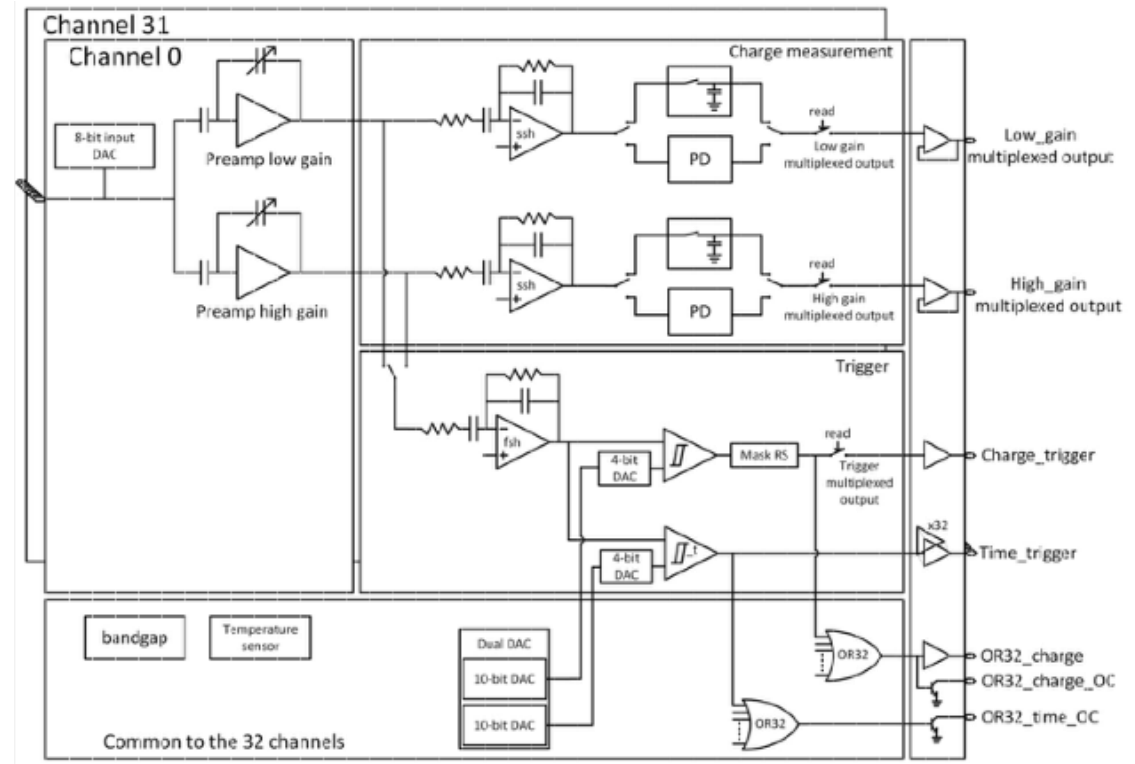 Channel 31
Channel 0
8-bit input
DAC
Preamp low gain
Preamp high gain
Charge measurement
ssh
PD
read
Low gain
multiplexed output
Low_gain
multiplexed output
ssh
PD
read
High gain
multiplexed output
High_gain
multiplexed output
Trigger
fsh
4-bit
DAC
Mask RS
read
Trigger
multiplexed
output
Charge_trigger
4-bit
DAC
_t
x32
Time_trigger
bandgap
Temperature
sensor
Dual DAC
10-bit DAC
10-bit DAC
OR32
OR32
OR32_charge
OR32_charge_OC
OR32_time_OC
Common to the 32 channels